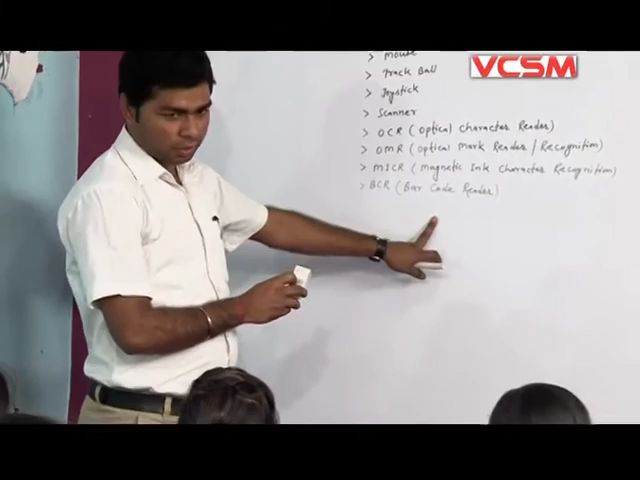 VCSM
> Mouse
> Track Ball
> Joystick
> Scanner
> OCR (Optical Character Reader)
> OMR (Optical Mark Reader / Recognition)
> MICR (Magnetic Ink Character Recognition)
> BCR (Bar Code Reader)